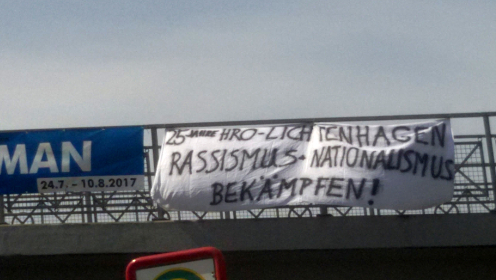 MAN
24.7. - 10.8.2017
25 JAHRE HRO-LICHTENHAGEN
RASSISMUS + NATIONALISMUS
BEKÄMPFEN!